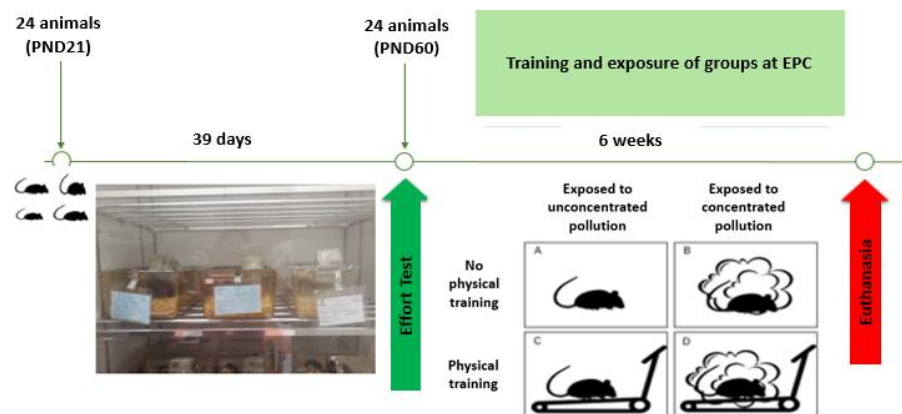 24 animals
(PND21)
24 animals
(PND60)
Training and exposure of groups at EPC
39 days
6 weeks
Exposed to
unconcentrated
pollution
Exposed to
concentrated
pollution
No
physical
training
Physical
training
A
B
C
D
Effort Test
Euthanasia